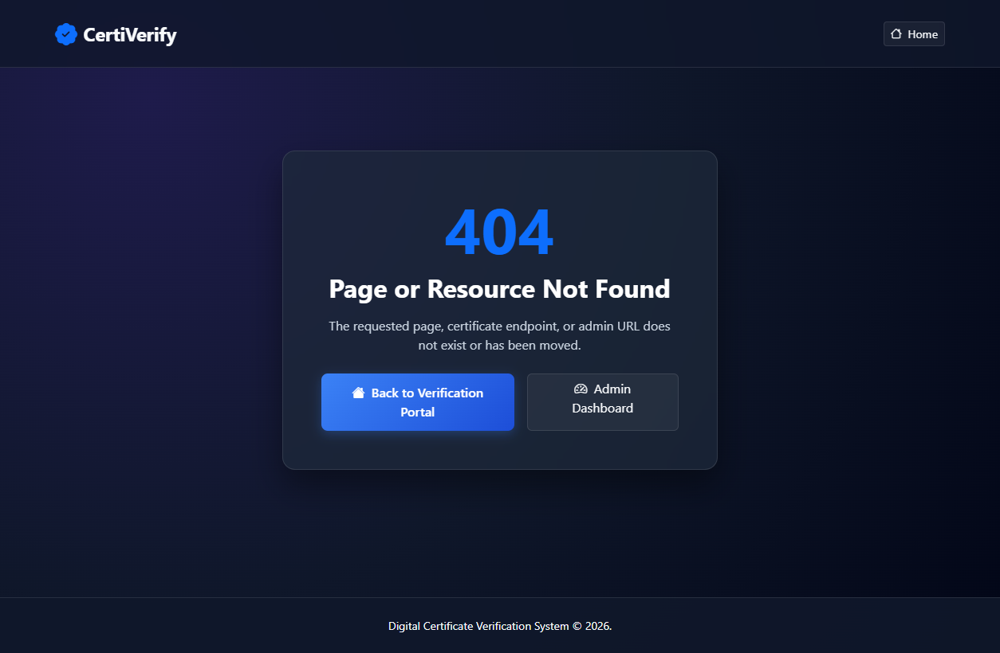 CertiVerify
Home
404
Page or Resource Not Found
The requested page, certificate endpoint, or admin URL does
not exist or has been moved.
Back to Verification
Portal
Admin
Dashboard
Digital Certificate Verification System © 2026.